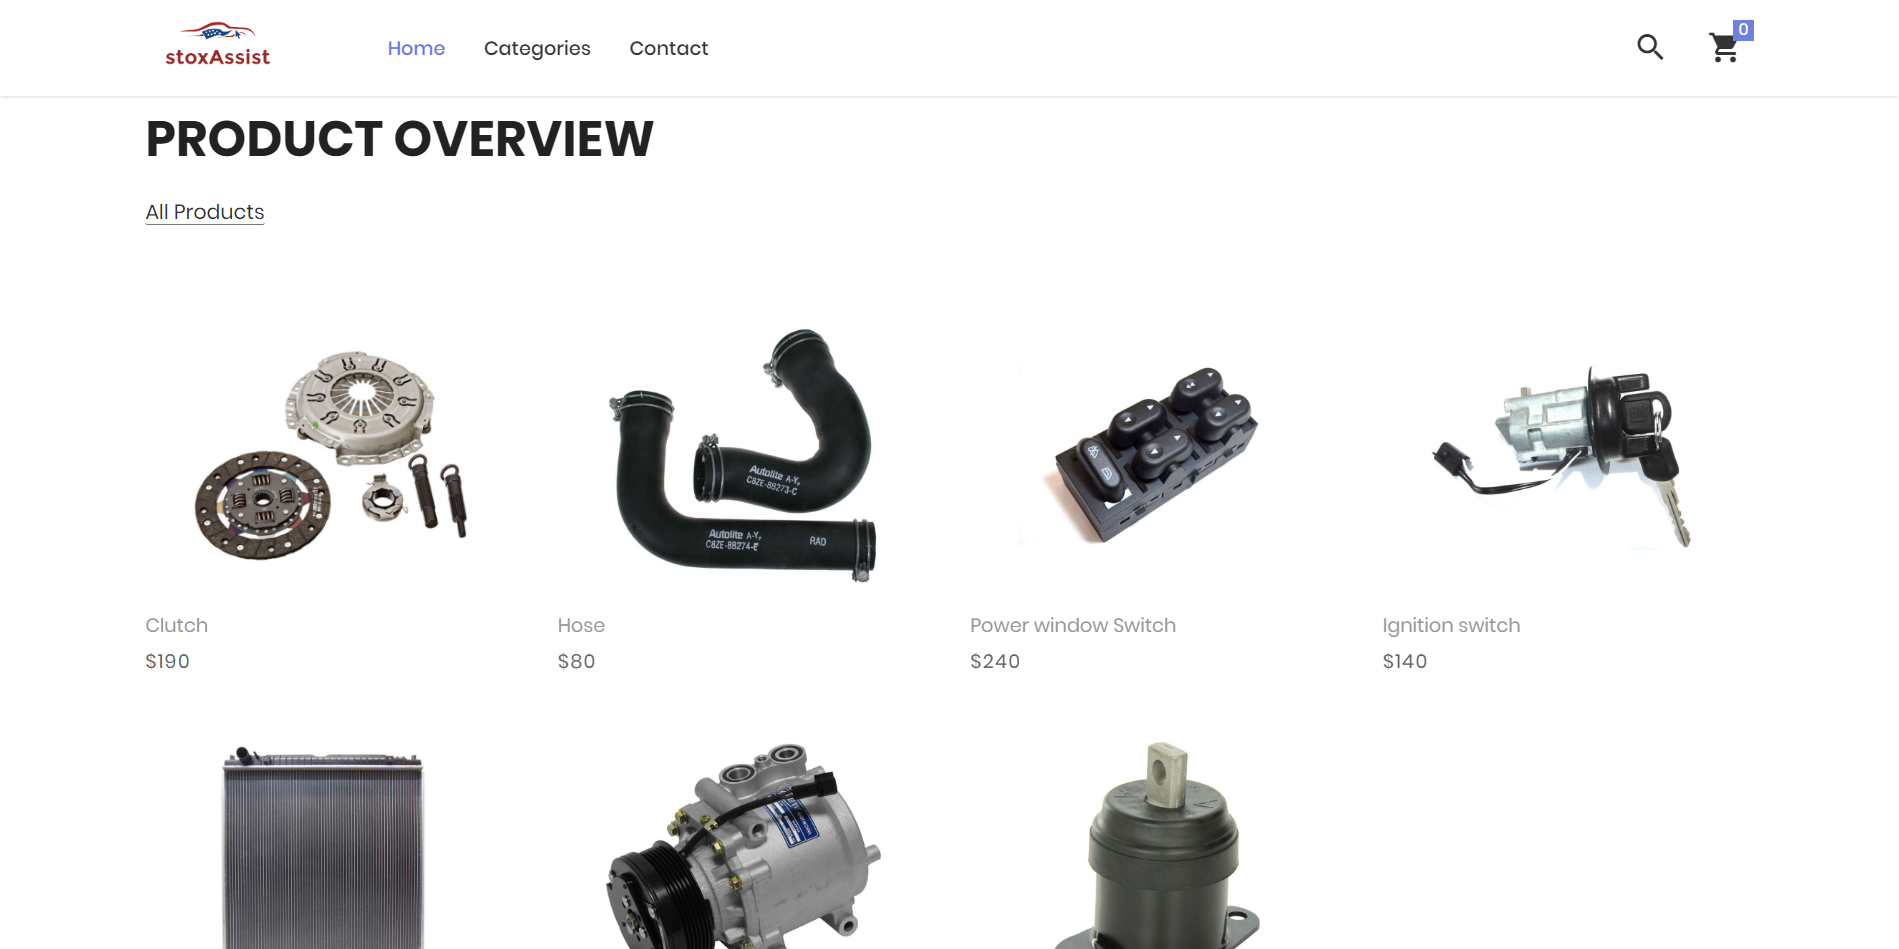 stoxAssist
Home
Categories
Contact
0
PRODUCT OVERVIEW
All Products
Autolite A-Y
C8ZE-8B273-C
Autolite A-Y
C8ZE-8B274-E
RAD
Clutch
$190
Hose
$80
Power window Switch
$240
Ignition switch
$140